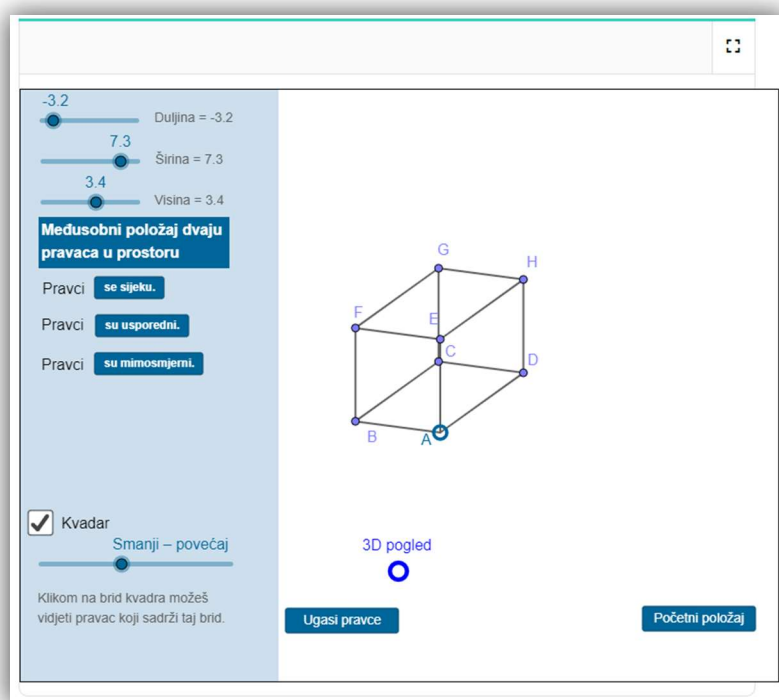 -3.2
Duljina = -3.2
7.3
Širina = 7.3
3.4
Visina = 3.4
Međusobni položaj dvaju
pravaca u prostoru
Pravci se sijeku.
Pravci su usporedni.
Pravci su mimosmjerni.
G
H
F
E
C
D
B
A
Kvadar
Smanji – povećaj
3D pogled
Klikom na brid kvadra možeš
vidjeti pravac koji sadrži taj brid.
Ugasi pravce
Početni položaj